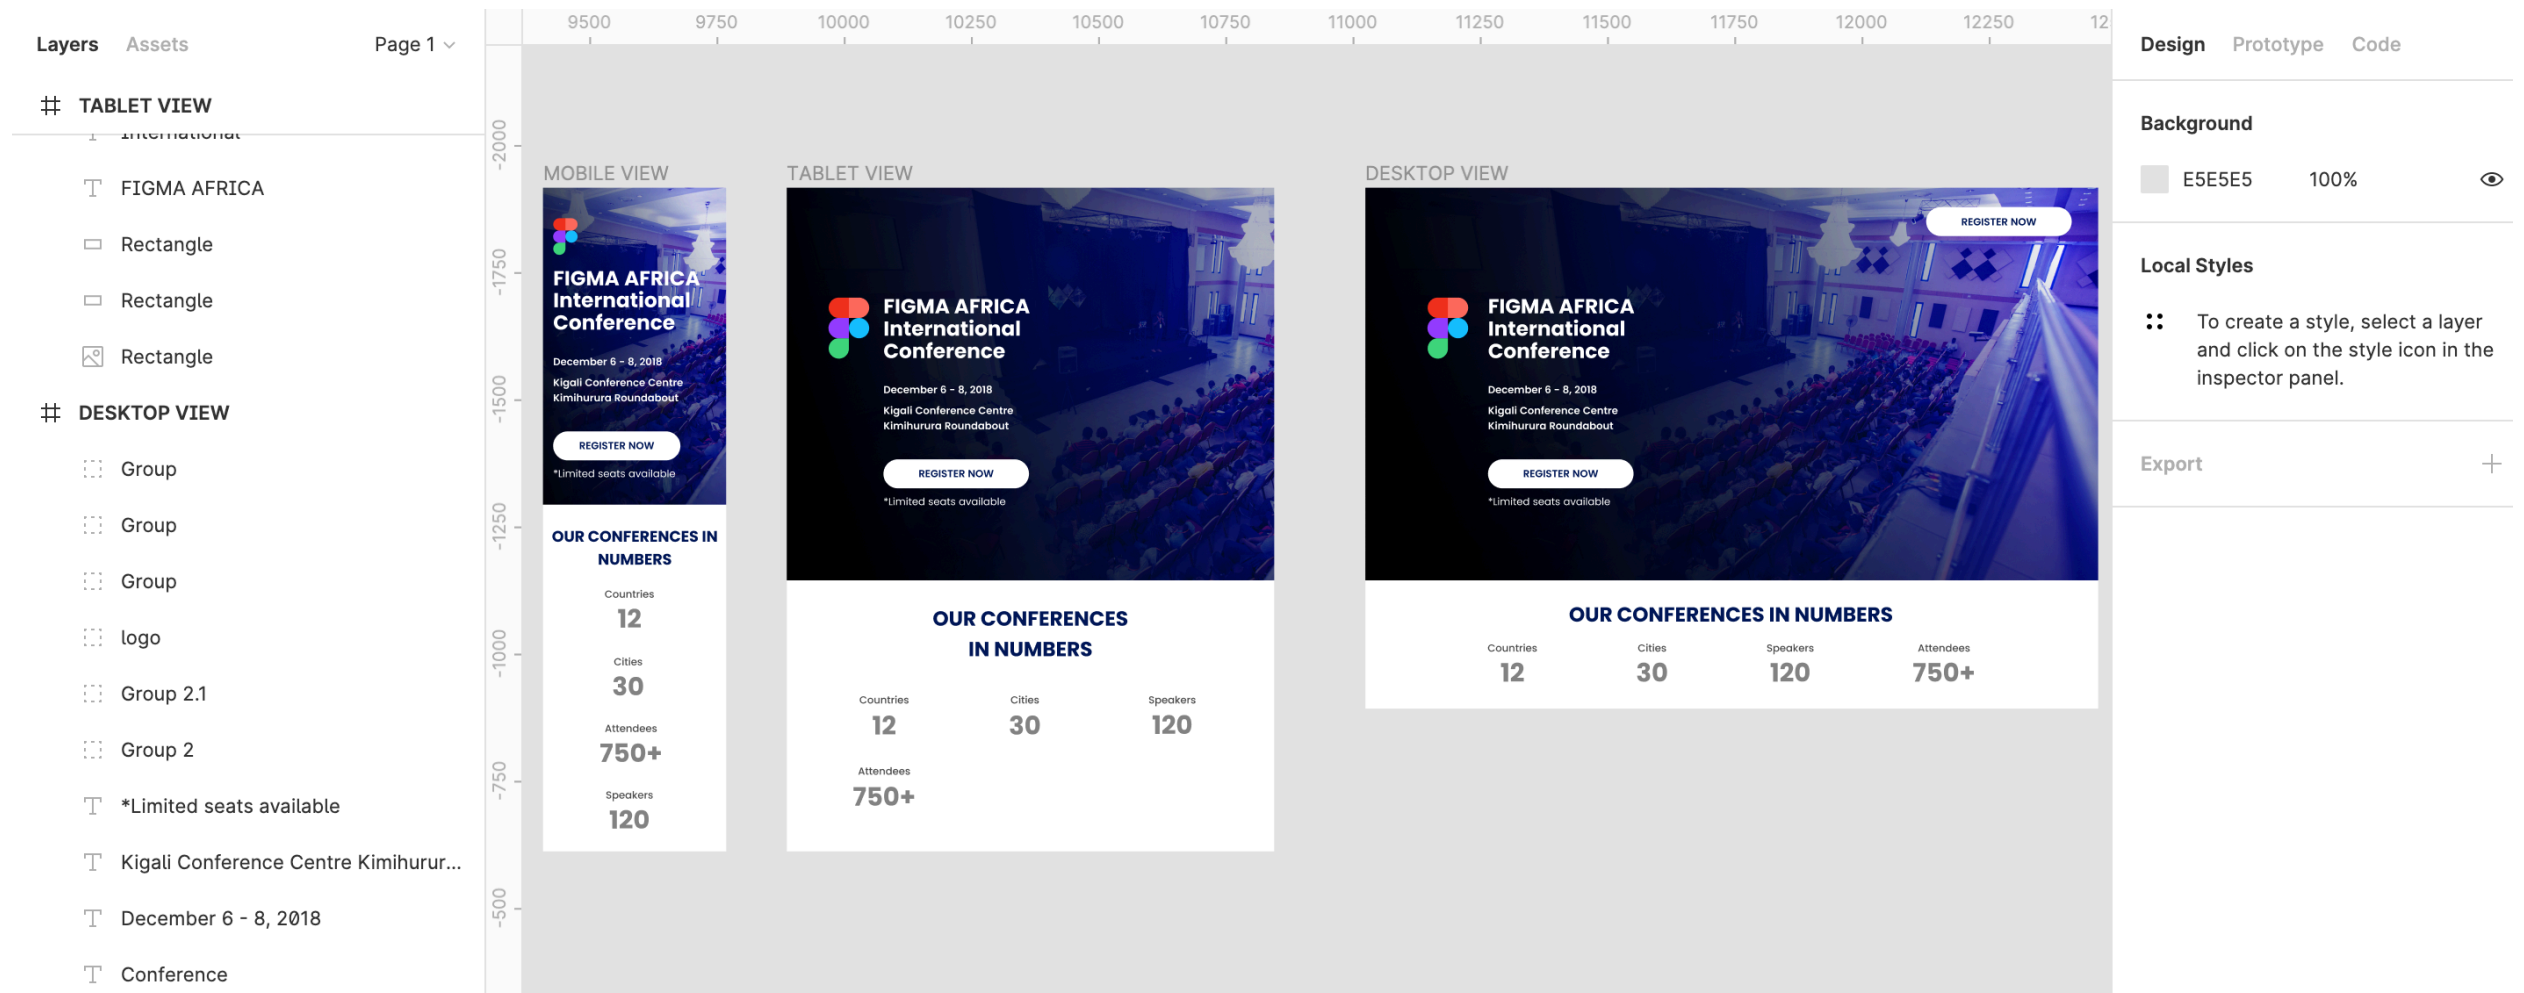 Layers
Assets
Page 1
TABLET VIEW
International
FIGMA AFRICA
Rectangle
Rectangle
Rectangle
DESKTOP VIEW
Group
Group
Group
logo
Group 2.1
Group 2
*Limited seats available
Kigali Conference Centre Kimihurur...
December 6 - 8, 2018
Conference
9500 9750 10000 10250 10500 10750 11000 11250 11500 11750 12000 12250 12
-2000
-1750
-1500
-1250
-1000
-750
-500
MOBILE VIEW
FIGMA AFRICA
International
Conference
December 6 - 8, 2018
Kigali Conference Centre
Kimihurura Roundabout
REGISTER NOW
*Limited seats available
OUR CONFERENCES IN
NUMBERS
Countries
12
Cities
30
Attendees
750+
Speakers
120
TABLET VIEW
FIGMA AFRICA
International
Conference
December 6 - 8, 2018
Kigali Conference Centre
Kimihurura Roundabout
REGISTER NOW
*Limited seats available
OUR CONFERENCES
IN NUMBERS
Countries
12
Cities
30
Speakers
120
Attendees
750+
DESKTOP VIEW
REGISTER NOW
FIGMA AFRICA
International
Conference
December 6 - 8, 2018
Kigali Conference Centre
Kimihurura Roundabout
REGISTER NOW
*Limited seats available
OUR CONFERENCES IN NUMBERS
Countries
12
Cities
30
Speakers
120
Attendees
750+
Design
Prototype
Code
Background
E5E5E5
100%
Local Styles
To create a style, select a layer
and click on the style icon in the
inspector panel.
Export